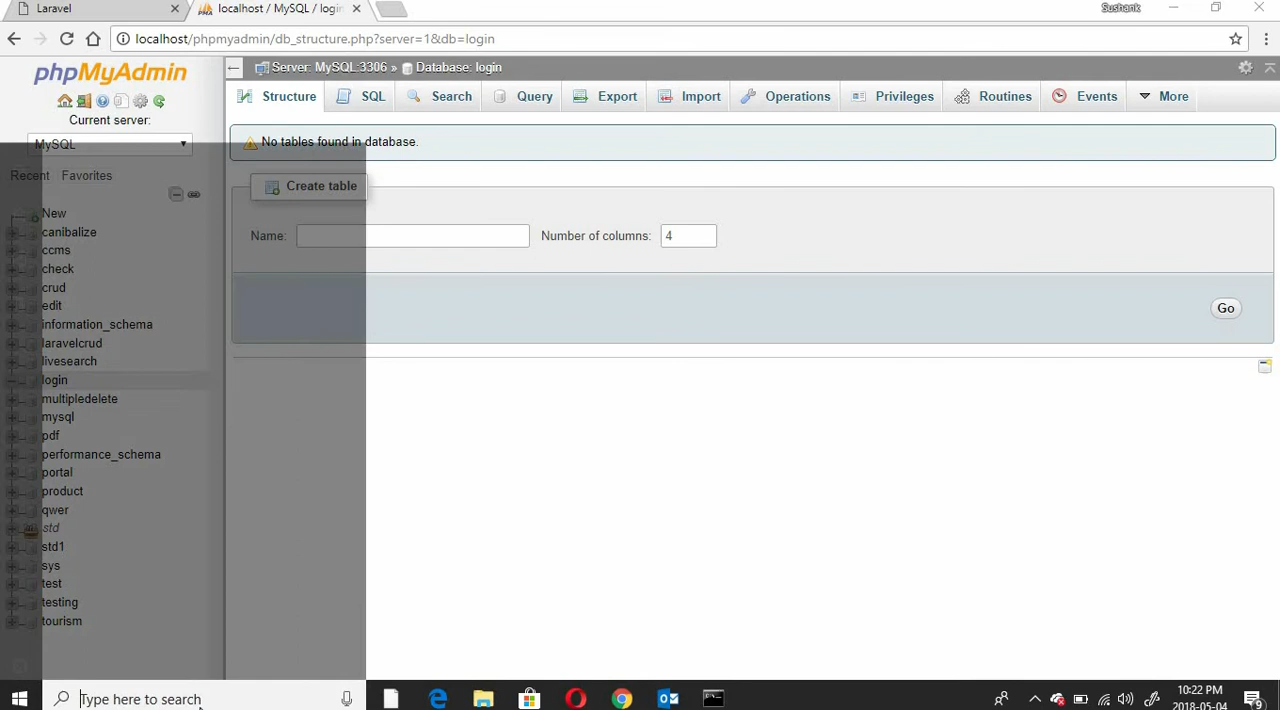 Laravel
localhost / MySQL / login
Sushank
localhost/phpmyadmin/db_structure.php?server=1&db=login
phpMyAdmin
Server: MySQL:3306 » Database: login
Structure SQL Search Query Export Import Operations Privileges Routines Events More
Current server:
MySQL
No tables found in database.
Recent Favorites
Create table
New
canibalize
Name: Number of columns: 4
ccms
check
crud
edit
Go
information_schema
laravelcrud
livesearch
login
multipledelete
mysql
pdf
performance_schema
portal
product
qwer
std
std1
sys
test
testing
tourism
Type here to search
10:22 PM
2018-05-04
9